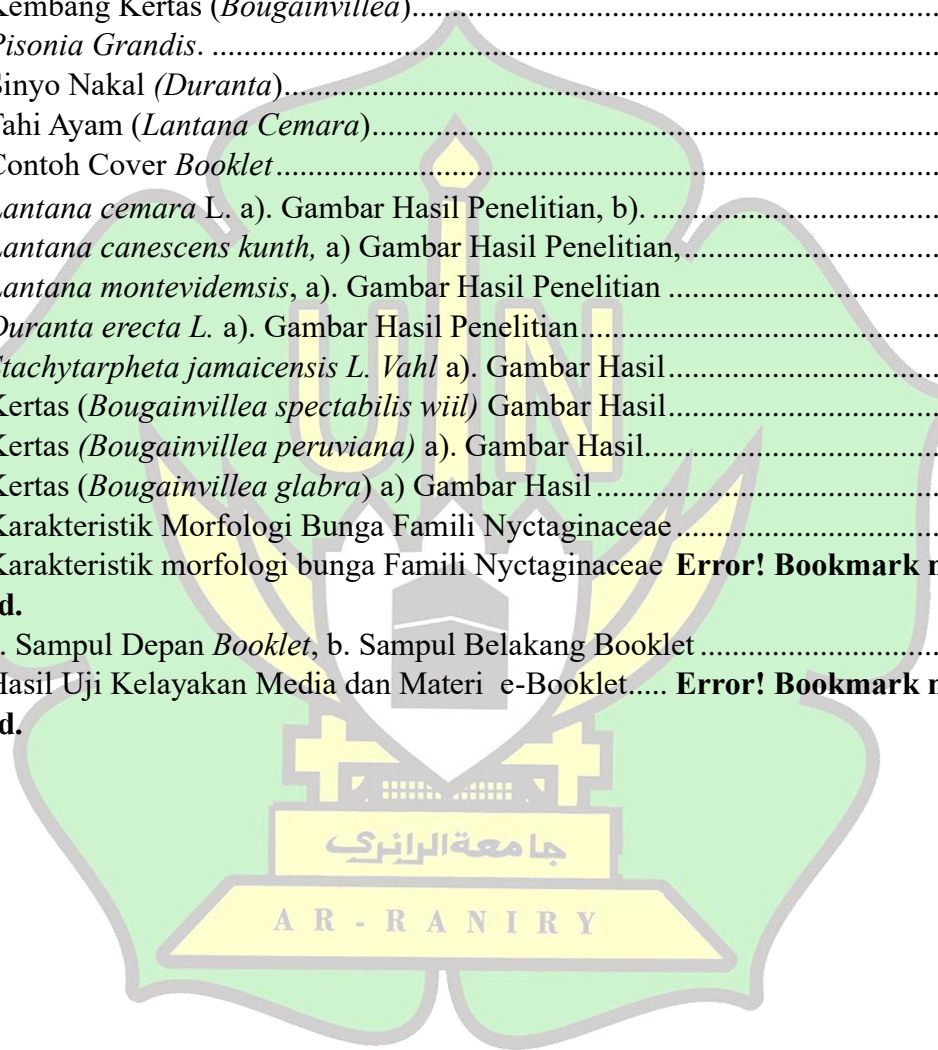 Kembang Kertas (Bougainvillea)................................................................
Pisonia Grandis. ................................................................
Sinyo Nakal (Duranta)................................................................
Tahi Ayam (Lantana Cemara)................................................................
Contoh Cover Booklet................................................................
Lantana cemara L. a). Gambar Hasil Penelitian, b). ................................
Lantana canescens kunth, a) Gambar Hasil Penelitian,................................
Lantana montevidemsis, a). Gambar Hasil Penelitian ................................
Duranta erecta L. a). Gambar Hasil Penelitian................................
Stachytarpheta jamaicensis L. Vahl a). Gambar Hasil................................
Kertas (Bougainvillea spectabilis wiil) Gambar Hasil................................
Kertas (Bougainvillea peruviana) a). Gambar Hasil................................
Kertas (Bougainvillea glabra) a) Gambar Hasil................................
Karakteristik Morfologi Bunga Famili Nyctaginaceae................................
Karakteristik morfologi bunga Famili Nyctaginaceae Error! Bookmark
d.
. Sampul Depan Booklet, b. Sampul Belakang Booklet................................
Hasil Uji Kelayakan Media dan Materi e-Booklet..... Error! Bookmark
d.
UIN
جامعة الرانري
AR-RANIRY